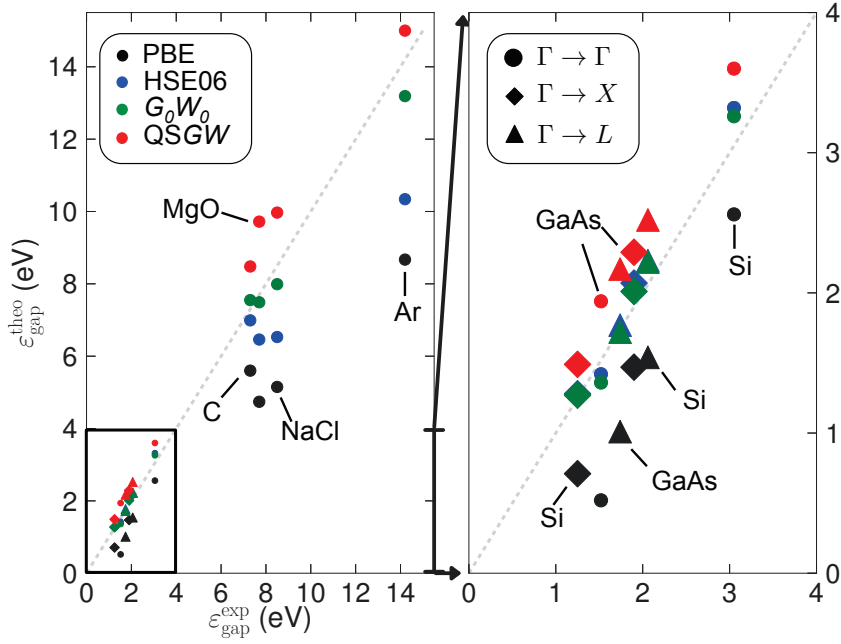 PBE
HSE06
G₀W₀
QSGW
MgO
C
NaCl
Ar
14
12
10
8
6
4
2
0
0 2 4 6 8 10 12 14
ε_gap^theo (eV)
ε_gap^exp (eV)
Γ → Γ
Γ → X
Γ → L
GaAs
Si
Si
GaAs
Si
4
3
2
1
0
0 1 2 3 4